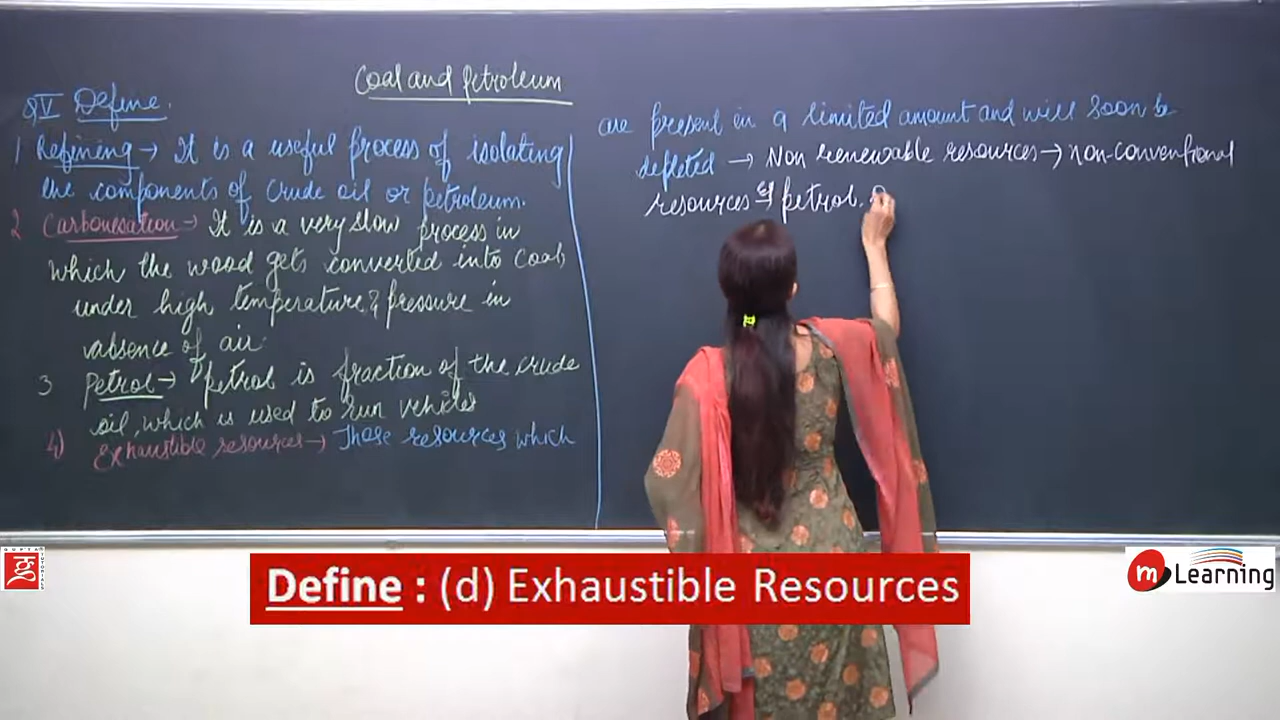 Coal and Petroleum
Q V Define.
1 Refining → It is a useful process of isolating
the components of crude oil or petroleum.
2 Carbonisation → It is a very slow process in
which the wood gets converted into coal,
under high temperature & pressure in
absence of air.
3 Petrol → Petrol is fraction of the crude
oil, which is used to run vehicles
4) Exhaustible resources → Those resources which
are present in a limited amount and will soon be
depleted → Non renewable resources → non-conventional
resources eg petrol.
GUPTA TUTORIALS
Define : (d) Exhaustible Resources
m Learning